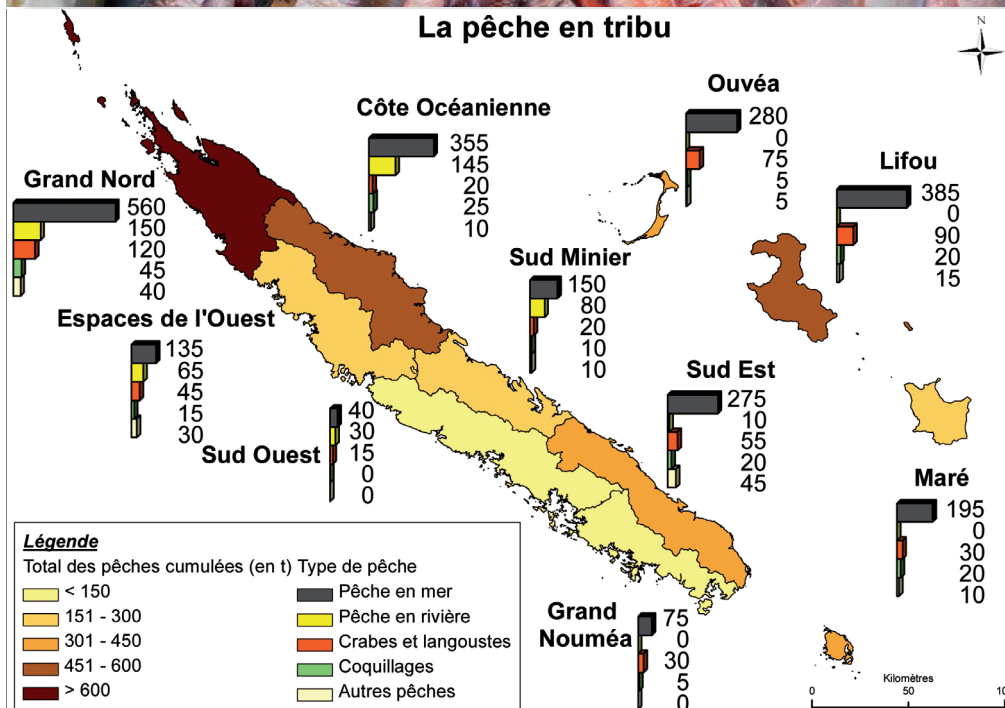 La pêche en tribu
N
Ouvéa
280
0
75
5
5
Côte Océanienne
355
145
20
25
10
Lifou
385
0
90
20
15
Grand Nord
560
150
120
45
40
Sud Minier
150
80
20
10
10
Espaces de l'Ouest
135
65
45
15
30
Sud Est
275
10
55
20
45
Sud Ouest
40
30
15
0
0
Maré
195
0
30
20
10
Grand
Nouméa
75
0
30
5
0
Légende
Total des pêches cumulées (en t) Type de pêche
< 150 Pêche en mer
151 - 300 Pêche en rivière
301 - 450 Crabes et langoustes
451 - 600 Coquillages
> 600 Autres pêches
Kilomètres
0 50